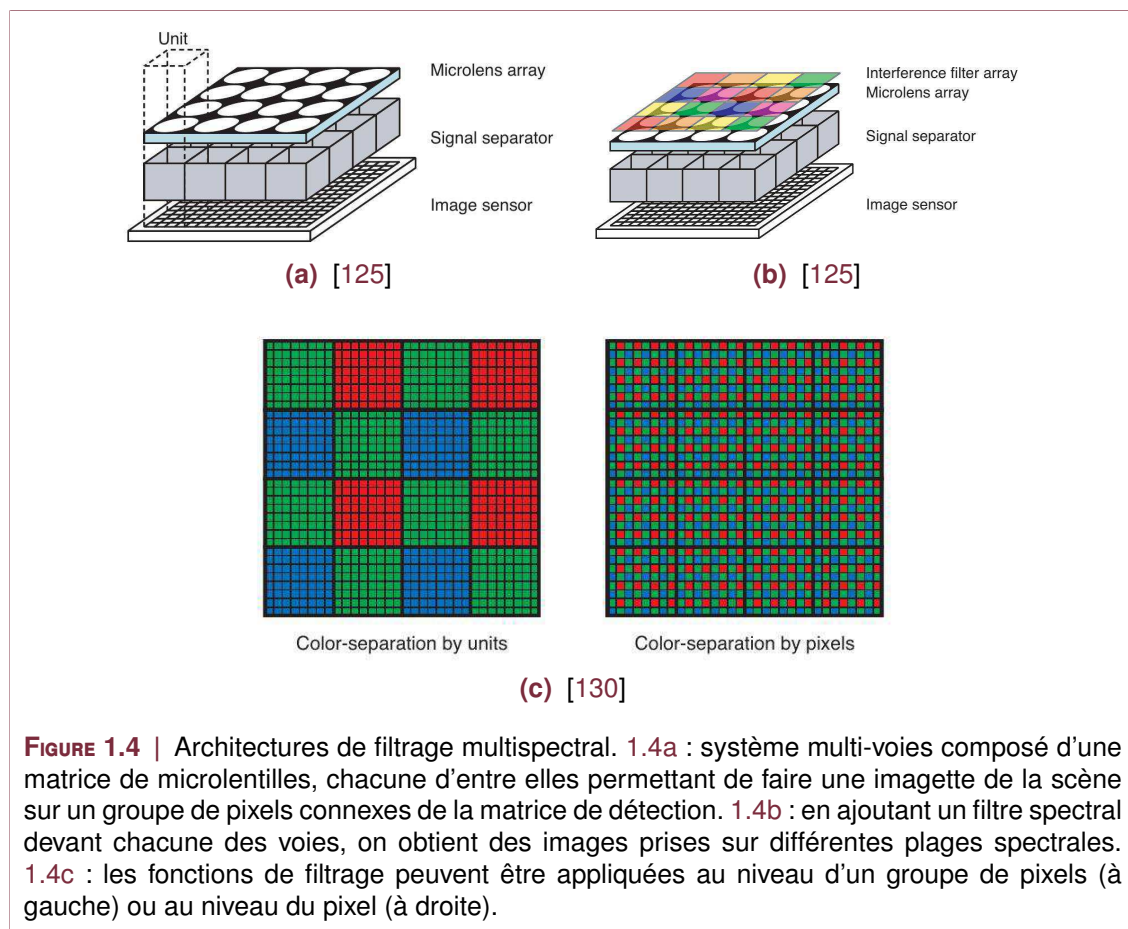 Unit
Microlens array
Signal separator
Image sensor
(a) [125]
Interference filter array
Microlens array
Signal separator
Image sensor
(b) [125]
Color-separation by units
Color-separation by pixels
(c) [130]
FIGURE 1.4 | Architectures de filtrage multispectral. 1.4a : système multi-voies composé d'une
matrice de microlentilles, chacune d'entre elles permettant de faire une imagette de la scène
sur un groupe de pixels connexes de la matrice de détection. 1.4b : en ajoutant un filtre spectral
devant chacune des voies, on obtient des images prises sur différentes plages spectrales.
1.4c : les fonctions de filtrage peuvent être appliquées au niveau d'un groupe de pixels (à
gauche) ou au niveau du pixel (à droite).